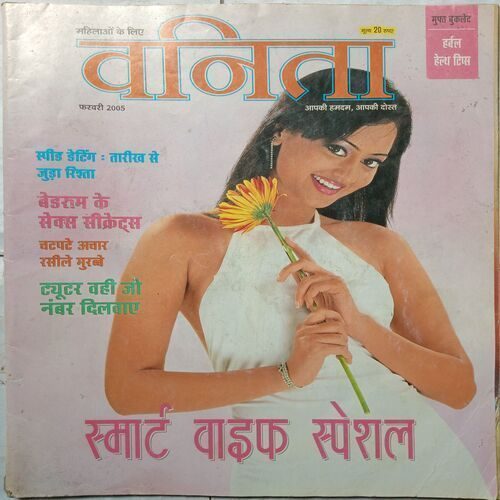 महिलाओं के लिए
वनिता
मूल्य 20 रुपए
फरवरी 2005
आपकी हमदम, आपकी दोस्त
मुफ्त बुकलेट
हर्बल
हेल्थ टिप्स
स्पीड डेटिंग : तारीख से
जुड़ा रिश्ता
बेडरूम के
सेक्स सीक्रेट्स
चटपटे अचार
रसीले मुरब्बे
ट्यूटर वही जो
नंबर दिलवाए
स्मार्ट वाइफ स्पेशल